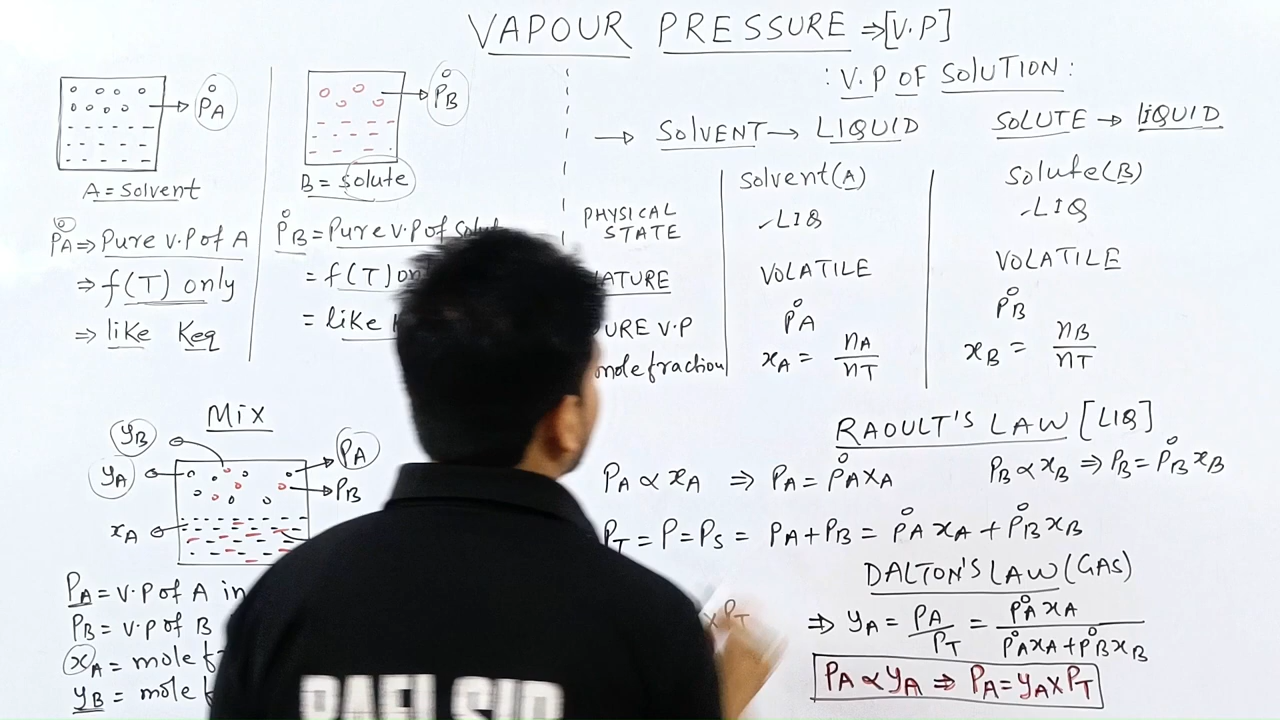 VAPOUR PRESSURE ⇒[V.P]
P°A
A = Solvent
P°B
B = Solute
P°A ⇒ Pure V.P of A
⇒ f(T) only
⇒ like Keq
P°B = Pure V.P of
= f(T)
= like
: V.P OF SOLUTION :
→ SOLVENT → LIQUID
SOLUTE → LIQUID
Solvent(A)
Solute(B)
PHYSICAL STATE
LIQ
LIQ
VOLATILE
VOLATILE
V.P
P°A
P°B
mole fraction
xA = nA/nT
xB = nB/nT
MIX
yB
yA
xA
PA
PB
PA = V.P of A in
PB = V.P of B
xA = mole
yB = mole
RAOULT'S LAW [LIQ]
PA ∝ xA ⇒ PA = P°A xA
PB ∝ xB ⇒ PB = P°B xB
PT = P = PS = PA + PB = P°A xA + P°B xB
DALTON'S LAW (GAS)
x PT
⇒ yA = PA/PT = P°A xA / P°A xA + P°B xB
PA ∝ yA ⇒ PA = yA x PT